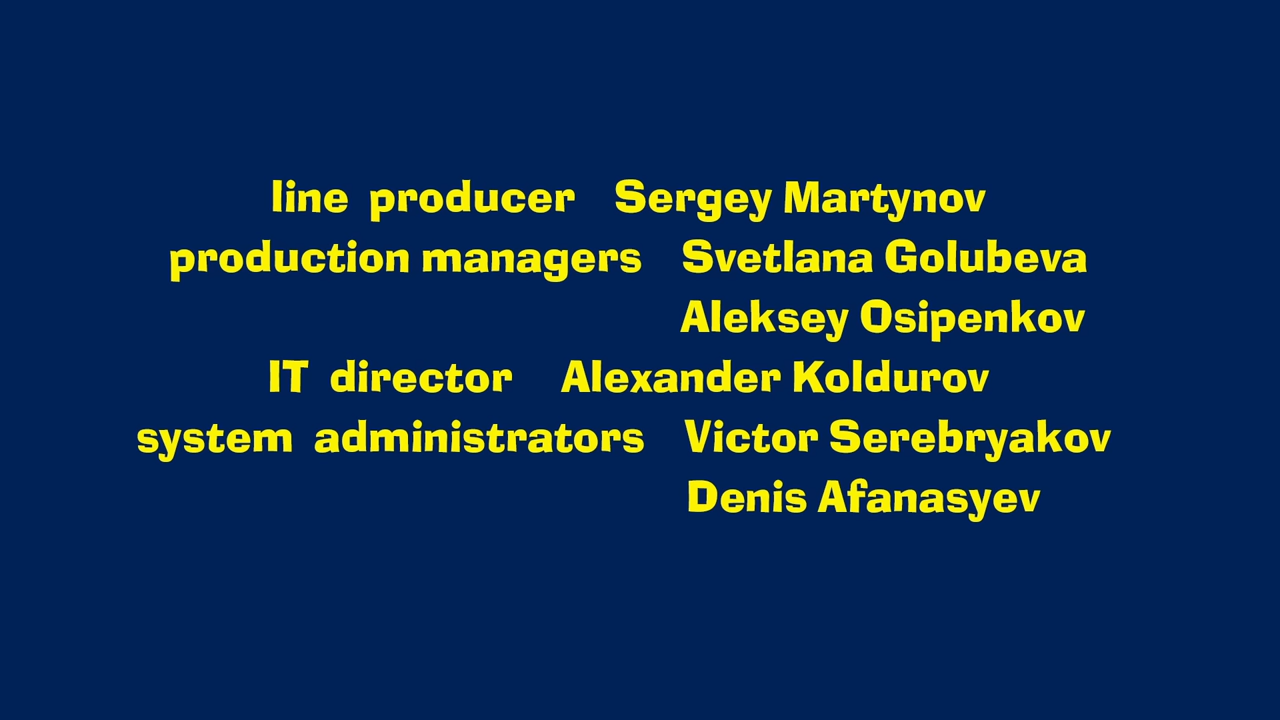 line producer Sergey Martynov
production managers Svetlana Golubeva
Aleksey Osipenkov
IT director Alexander Koldurov
system administrators Victor Serebryakov
Denis Afanasyev